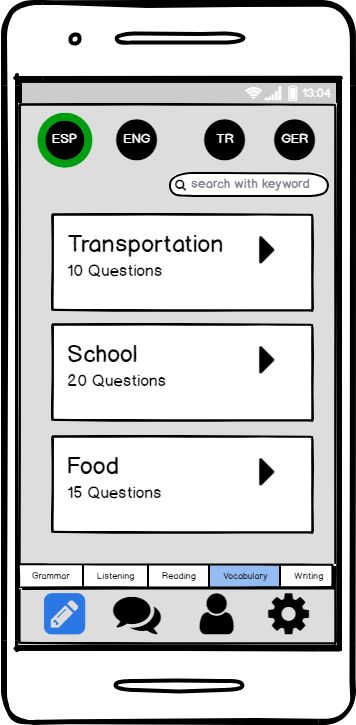 13:04
ESP ENG TR GER
search with keyword
Transportation
10 Questions
School
20 Questions
Food
15 Questions
Grammar Listening Reading Vocabulary Writing